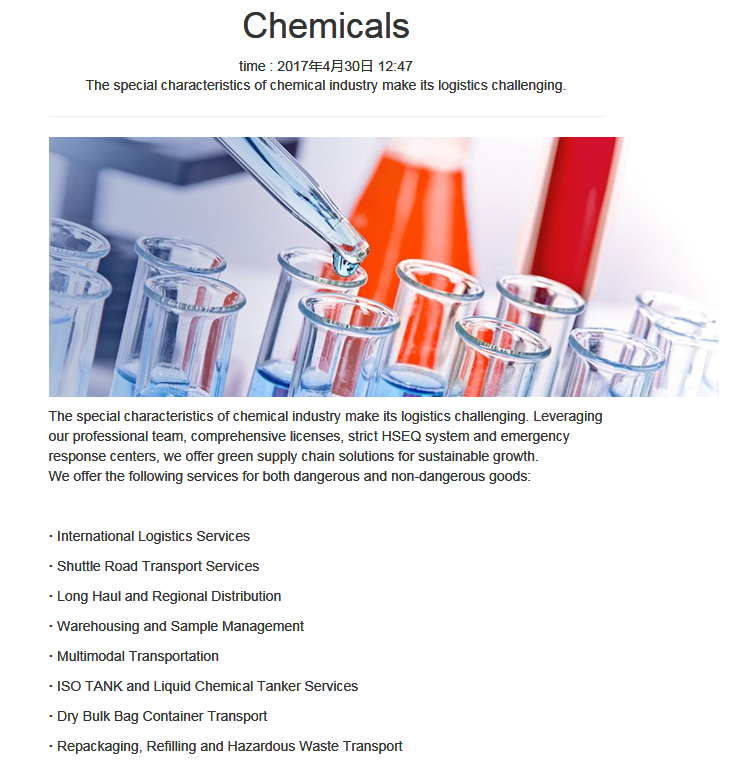 Chemicals
time : 2017年4月30日 12:47
The special characteristics of chemical industry make its logistics challenging.
The special characteristics of chemical industry make its logistics challenging. Leveraging
our professional team, comprehensive licenses, strict HSEQ system and emergency
response centers, we offer green supply chain solutions for sustainable growth.
We offer the following services for both dangerous and non-dangerous goods:
· International Logistics Services
· Shuttle Road Transport Services
· Long Haul and Regional Distribution
· Warehousing and Sample Management
· Multimodal Transportation
· ISO TANK and Liquid Chemical Tanker Services
· Dry Bulk Bag Container Transport
· Repackaging, Refilling and Hazardous Waste Transport